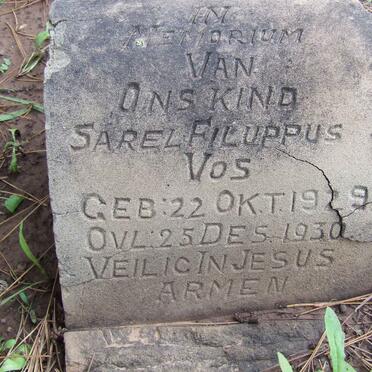 IN
MEMORIUM
VAN
ONS KIND
SAREL FILUPPUS
VOS
GEB: 22 OKT. 1929
OVL: 25 DES. 1930
VEILIG IN JESUS
ARMEN